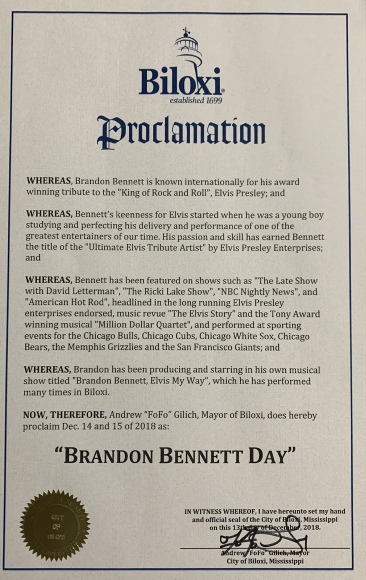 Biloxi®
established 1699
Proclamation
WHEREAS, Brandon Bennett is known internationally for his award
winning tribute to the "King of Rock and Roll", Elvis Presley; and
WHEREAS, Bennett's keenness for Elvis started when he was a young boy
studying and perfecting his delivery and performance of one of the
greatest entertainers of our time. His passion and skill has earned Bennett
the title of the "Ultimate Elvis Tribute Artist" by Elvis Presley Enterprises;
and
WHEREAS, Bennett has been featured on shows such as "The Late Show
with David Letterman", "The Ricki Lake Show", "NBC Nightly News", and
"American Hot Rod", headlined in the long running Elvis Presley
enterprises endorsed, music revue "The Elvis Story" and the Tony Award
winning musical "Million Dollar Quartet", and performed at sporting
events for the Chicago Bulls, Chicago Cubs, Chicago White Sox, Chicago
Bears, the Memphis Grizzlies and the San Francisco Giants; and
WHEREAS, Brandon has been producing and starring in his own musical
show titled "Brandon Bennett, Elvis My Way", which he has performed
many times in Biloxi.
NOW, THEREFORE, Andrew "FoFo" Gilich, Mayor of Biloxi, does hereby
proclaim Dec. 14 and 15 of 2018 as:
"BRANDON BENNETT DAY"
IN WITNESS WHEREOF, I have hereunto set my hand
and official seal of the City of Biloxi, Mississippi
on this 13th day of December, 2018.
Andrew "FoFo" Gilich, Mayor
City of Biloxi, Mississippi